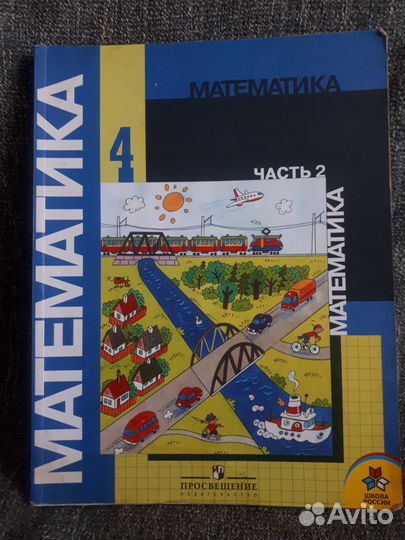 МАТЕМАТИКА
МАТЕМАТИКА
4
ЧАСТЬ 2
МАТЕМАТИКА
ПРОСВЕЩЕНИЕ
ИЗДАТЕЛЬСТВО
ШКОЛА
РОССИИ
Avito